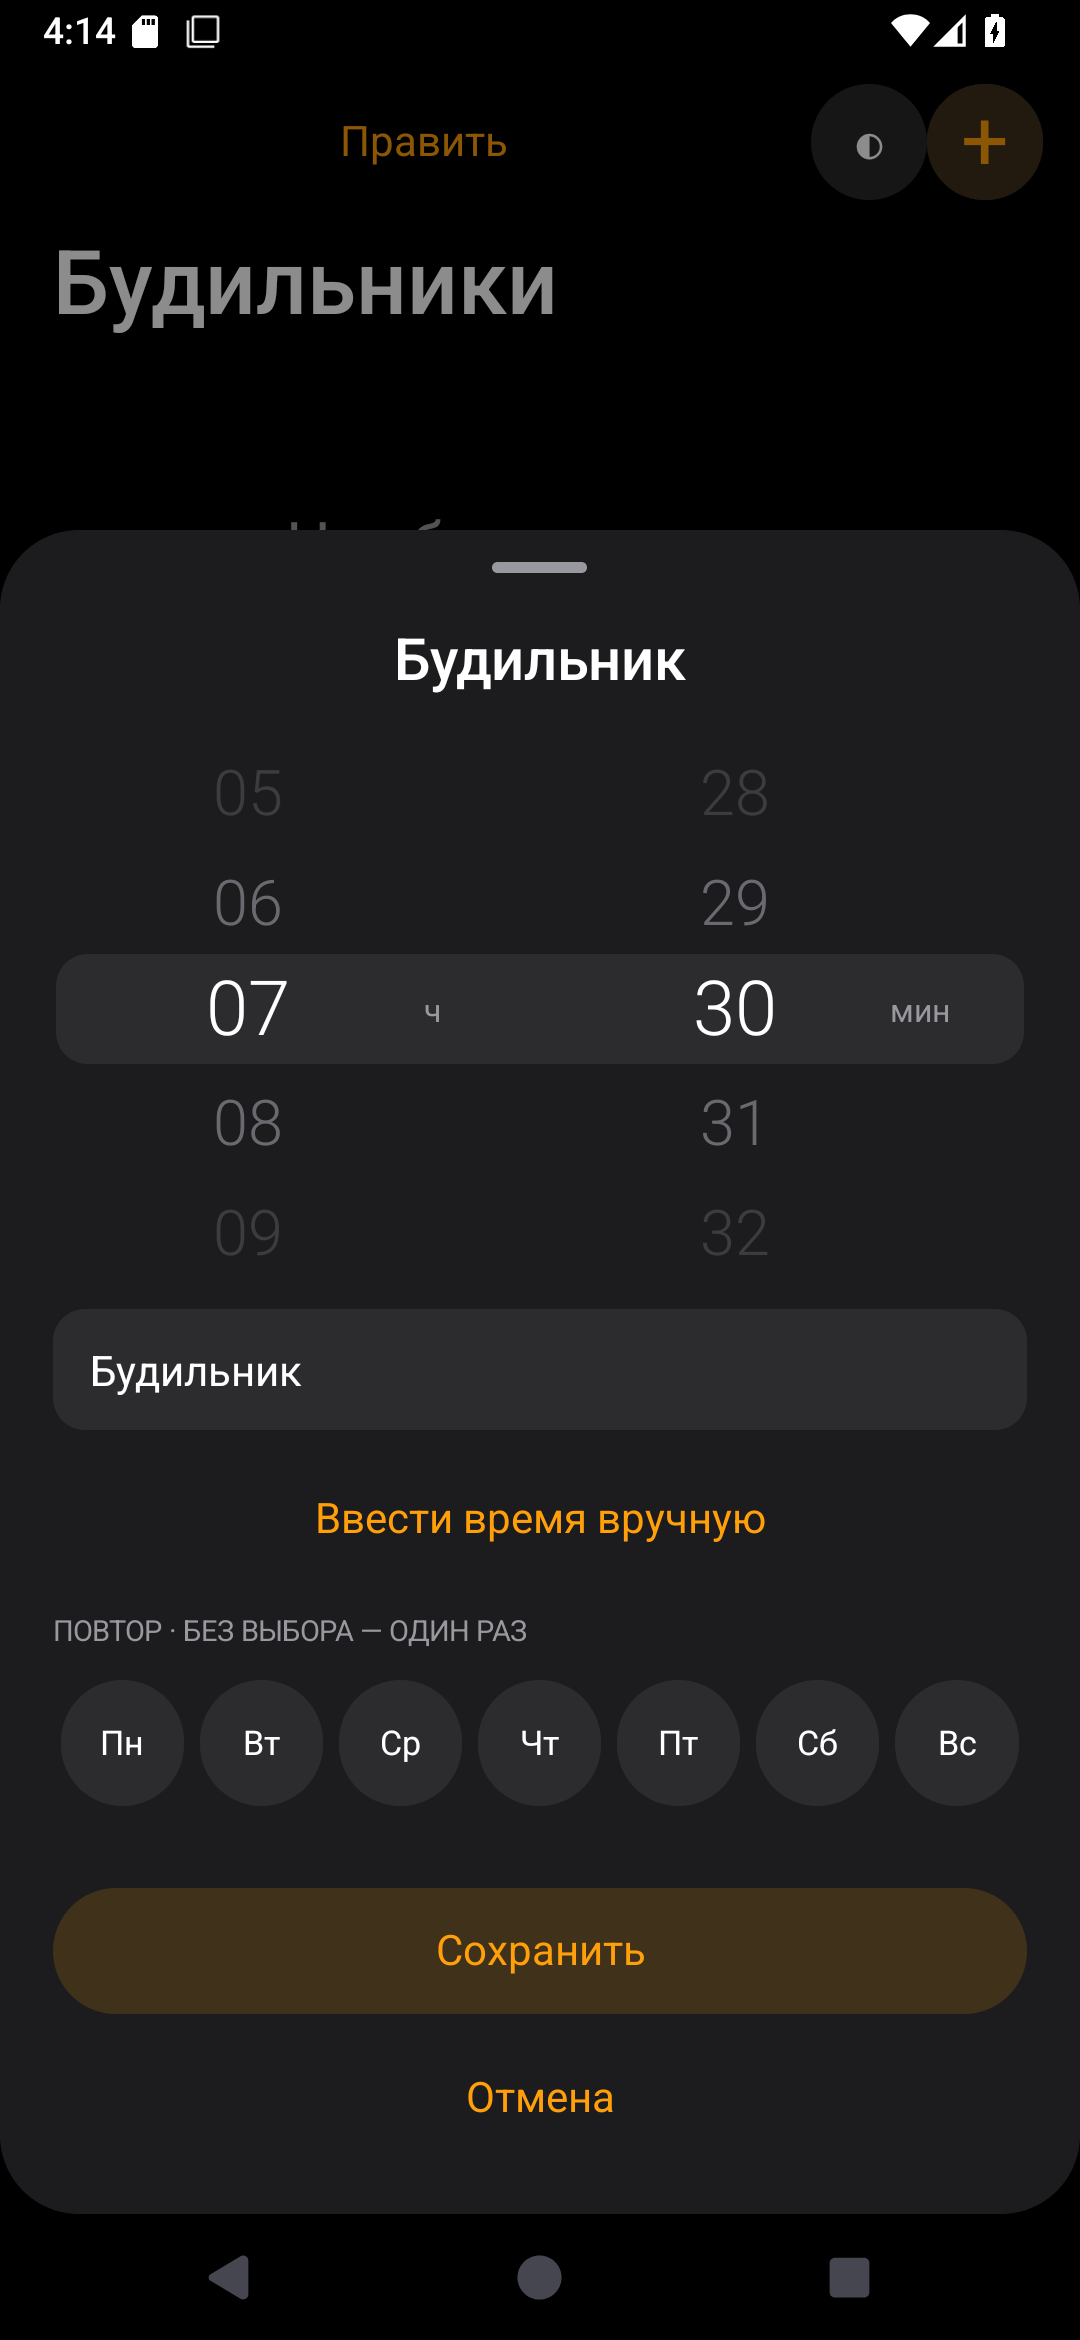 4:14
Править
Будильники
Будильник
05 28
06 29
07 ч 30 мин
08 31
09 32
Будильник
Ввести время вручную
ПОВТОР · БЕЗ ВЫБОРА — ОДИН РАЗ
Пн Вт Ср Чт Пт Сб Вс
Сохранить
Отмена